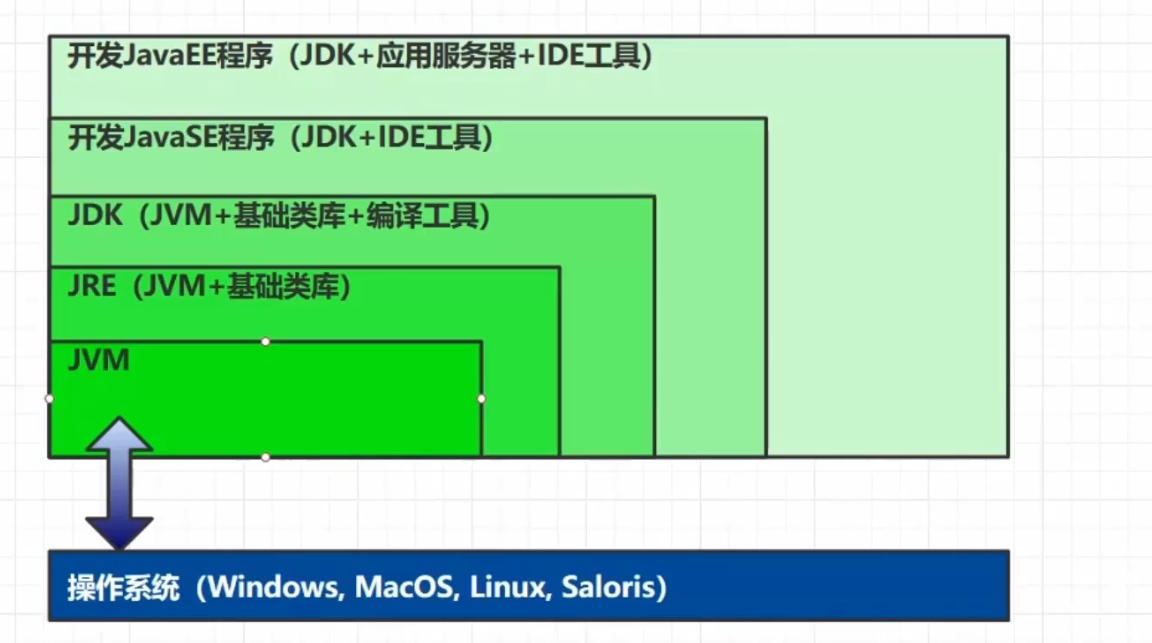 开发JavaEE程序（JDK+应用服务器+IDE工具）
开发JavaSE程序（JDK+IDE工具）
JDK（JVM+基础类库+编译工具）
JRE（JVM+基础类库）
JVM
操作系统（Windows, MacOS, Linux, Saloris）